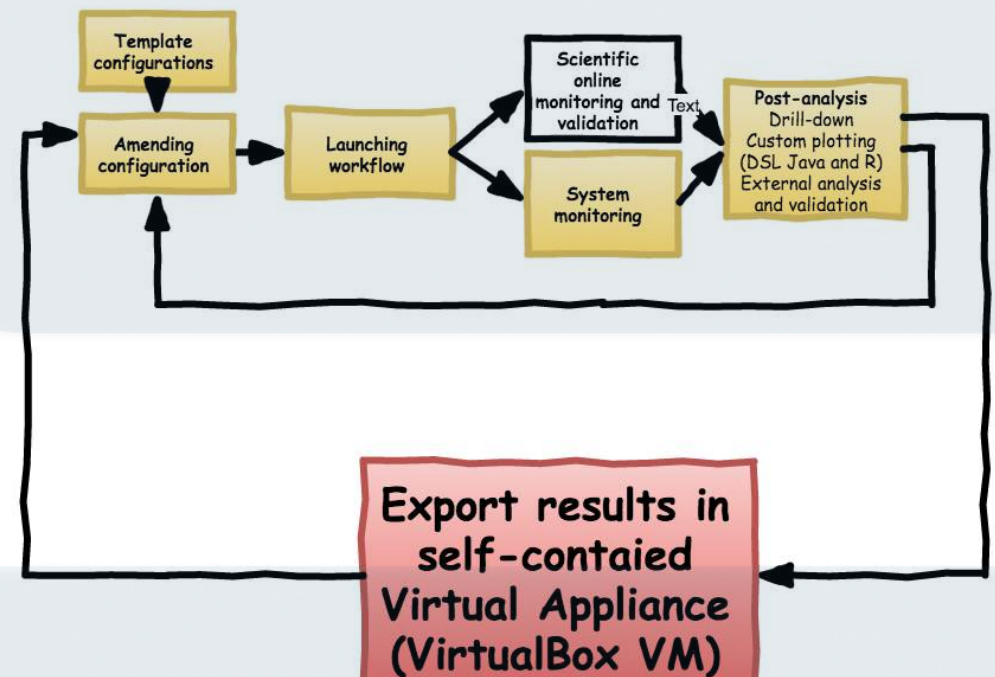 Template
configurations
Amending
configuration
Launching
workflow
Scientific
online
monitoring and
validation
Text
System
monitoring
Post-analysis
Drill-down
Custom plotting
(DSL Java and R)
External analysis
and validation
Export results in
self-contaied
Virtual Appliance
(VirtualBox VM)